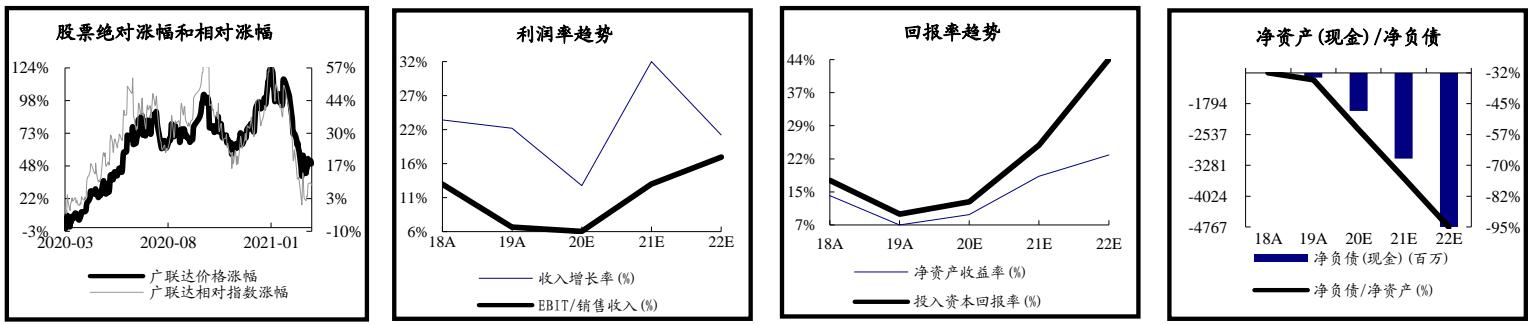 股票绝对涨幅和相对涨幅
124%
98%
73%
48%
22%
-3%
57%
44%
30%
17%
3%
-10%
2020-03
2020-08
2021-01
广联达价格涨幅
广联达相对指数涨幅
利润率趋势
32%
27%
22%
16%
11%
6%
18A
19A
20E
21E
22E
收入增长率(%)
EBIT/销售收入(%)
回报率趋势
44%
37%
29%
22%
15%
7%
18A
19A
20E
21E
22E
净资产收益率(%)
投入资本回报率(%)
净资产(现金)/净负债
-1794
-2537
-3281
-4024
-4767
-32%
-45%
-57%
-70%
-82%
-95%
18A
19A
20E
21E
22E
净负债(现金)(百万)
净负债/净资产(%)